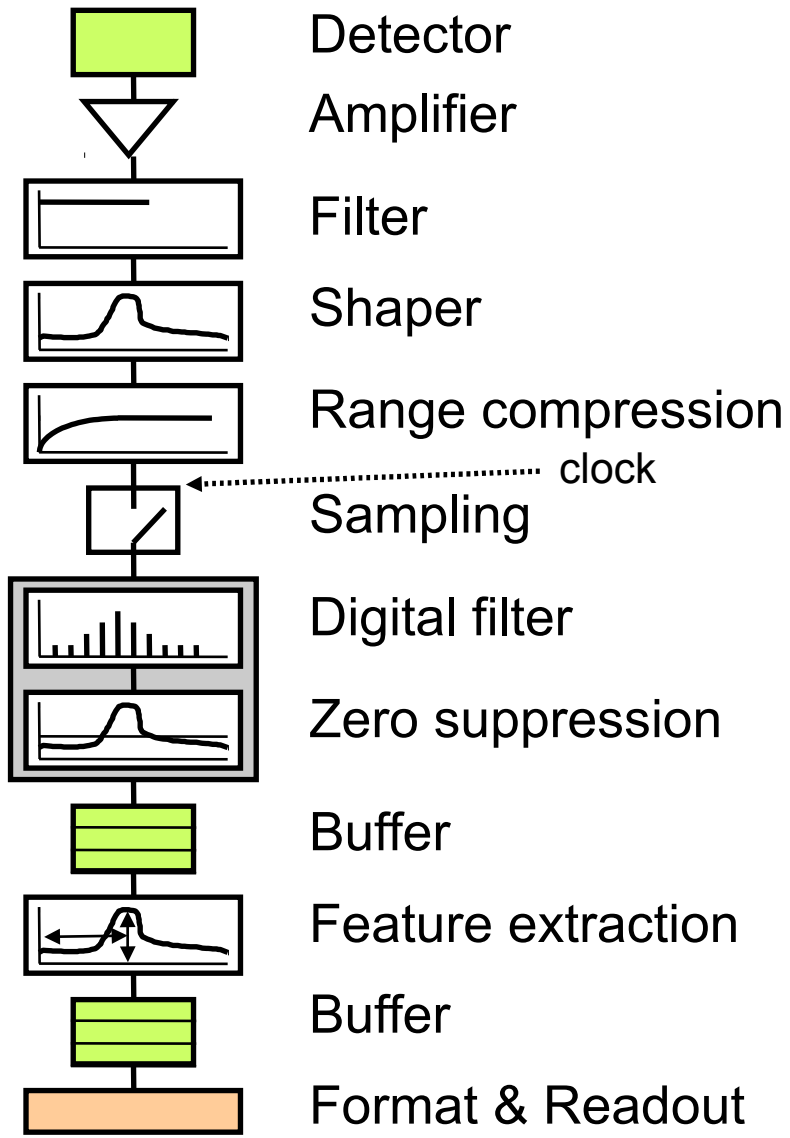 Detector
Amplifier
Filter
Shaper
Range compression
clock
Sampling
Digital filter
Zero suppression
Buffer
Feature extraction
Buffer
Format & Readout